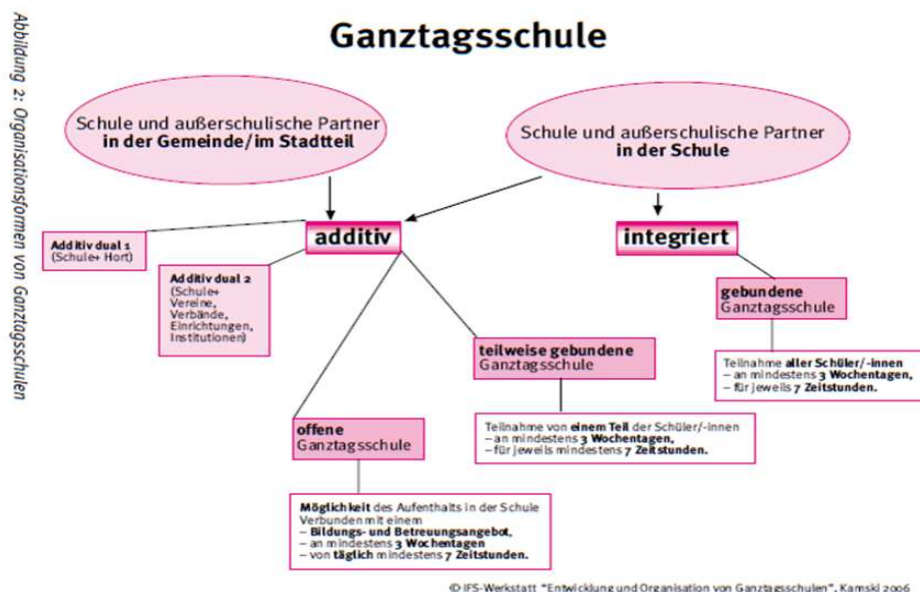 Abbildung 2: Organisationsformen von Ganztagsschulen
Ganztagsschule
Schule und außerschulische Partner
in der Gemeinde/im Stadtteil
Schule und außerschulische Partner
in der Schule
additiv
integriert
Additiv dual 1
(Schule+ Hort)
Additiv dual 2
(Schule+
Vereine,
Verbände,
Einrichtungen,
Institutionen)
gebundene
Ganztagsschule
teilweise gebundene
Ganztagsschule
Teilnahme aller Schüler/-innen
– an mindestens 3 Wochentagen,
– für jeweils 7 Zeitstunden.
offene
Ganztagsschule
Teilnahme von einem Teil der Schüler/-innen
– an mindestens 3 Wochentagen,
– für jeweils mindestens 7 Zeitstunden.
Möglichkeit des Aufenthalts in der Schule
Verbunden mit einem
– Bildungs- und Betreuungsangebot,
– an mindestens 3 Wochentagen
– von täglich mindestens 7 Zeitstunden.
© IFS-Werkstatt "Entwicklung und Organisation von Ganztagsschulen", Kamski 2006